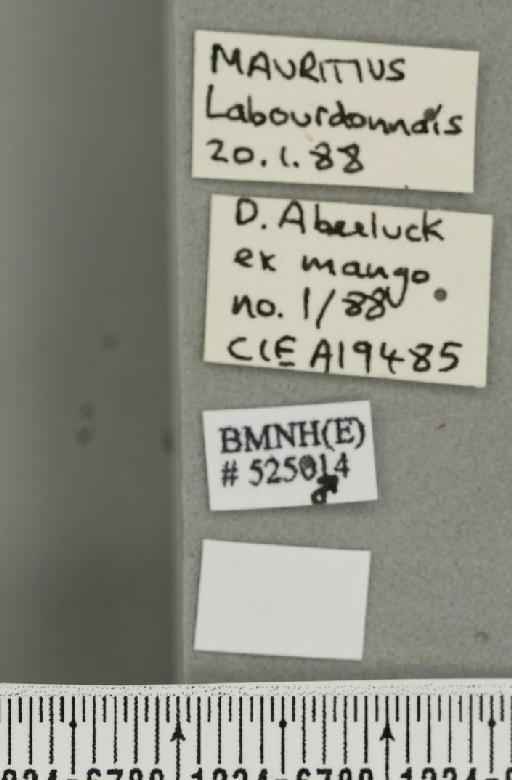 MAURITIUS
Labourdonnais
20.1.88
D. Abeeluck
ex mango
no. 1/88
CIE A19485
BMNH(E)
# 525014